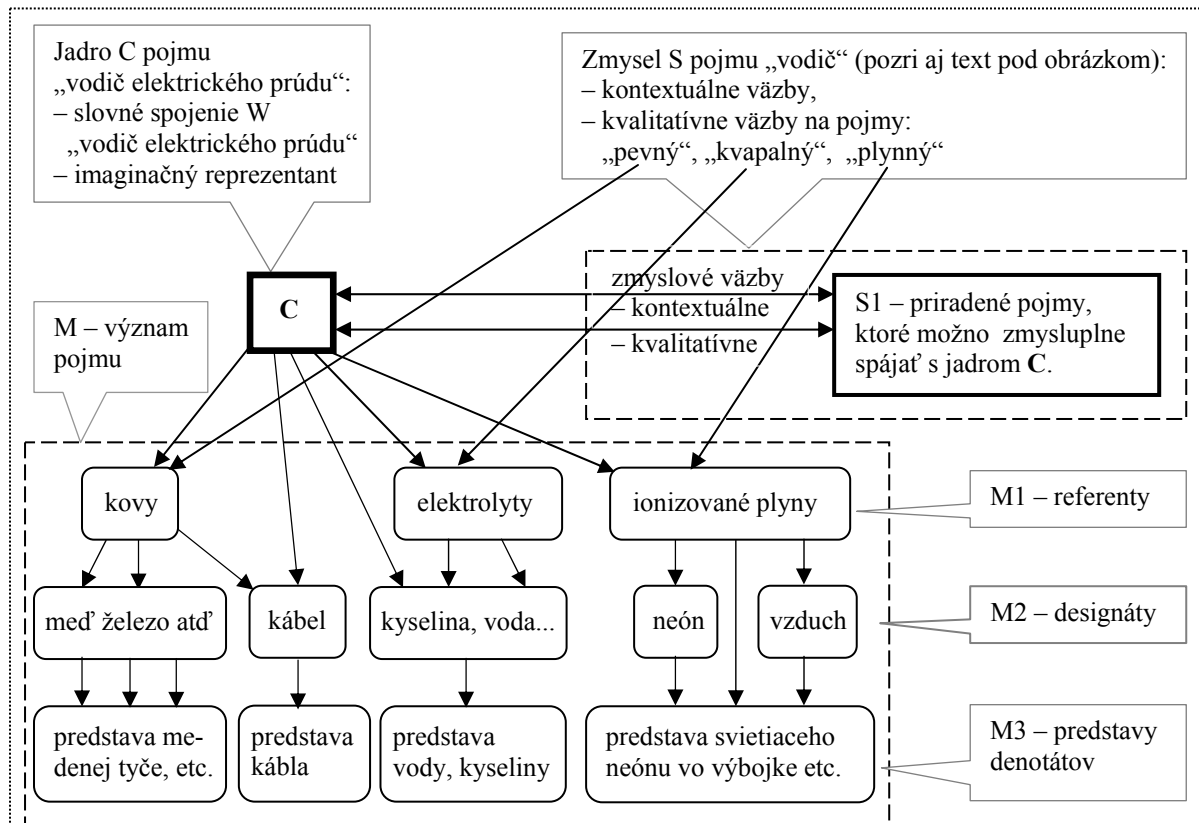 Jadro C pojmu
„vodič elektrického prúdu“:
– slovné spojenie W
„vodič elektrického prúdu“
– imaginačný reprezentant
Zmysel S pojmu „vodič“ (pozri aj text pod obrázkom):
– kontextuálne väzby,
– kvalitatívne väzby na pojmy:
„pevný“, „kvapalný“, „plynný“
C
zmyslové väzby
– kontextuálne
– kvalitatívne
S1 – priradené pojmy,
ktoré možno zmysluplne
spájať s jadrom C.
M – význam
pojmu
kovy
elektrolyty
ionizované plyny
M1 – referenty
meď železo atď
kábel
kyselina, voda...
neón
vzduch
M2 – designáty
predstava me-
denej tyče, etc.
predstava
kábla
predstava
vody, kyseliny
predstava svietiaceho
neónu vo výbojke etc.
M3 – predstavy
denotátov